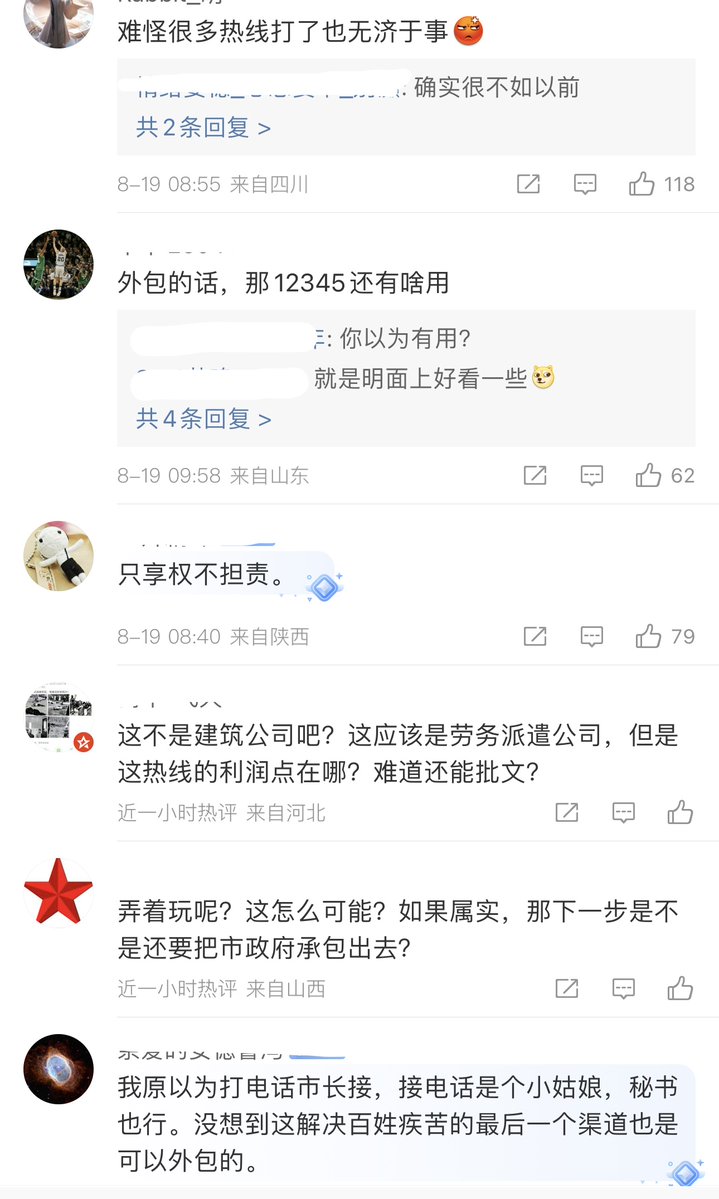 难怪很多热线打了也无济于事
: 确实很不如以前
共2条回复 >
8-19 08:55 来自四川
118
外包的话，那12345还有啥用
: 你以为有用？
就是明面上好看一些
共4条回复 >
8-19 09:58 来自山东
62
只享权不担责。
8-19 08:40 来自陕西
79
这不是建筑公司吧？这应该是劳务派遣公司，但是
这热线的利润点在哪？难道还能批文？
近一小时热评 来自河北
弄着玩呢？这怎么可能？如果属实，那下一步是不
是还要把市政府承包出去？
近一小时热评 来自山西
我原以为打电话市长接，接电话是个小姑娘，秘书
也行。没想到这解决百姓疾苦的最后一个渠道也是
可以外包的。